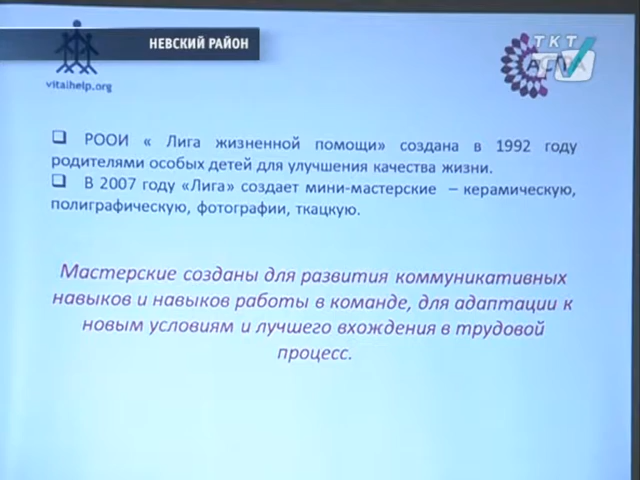 НЕВСКИЙ РАЙОН
ТКТ
TV
vitalhelp.org
❑ РООИ « Лига жизненной помощи» создана в 1992 году
родителями особых детей для улучшения качества жизни.
❑ В 2007 году «Лига» создает мини-мастерские – керамическую,
полиграфическую, фотографии, ткацкую.
Мастерские созданы для развития коммуникативных
навыков и навыков работы в команде, для адаптации к
новым условиям и лучшего вхождения в трудовой
процесс.